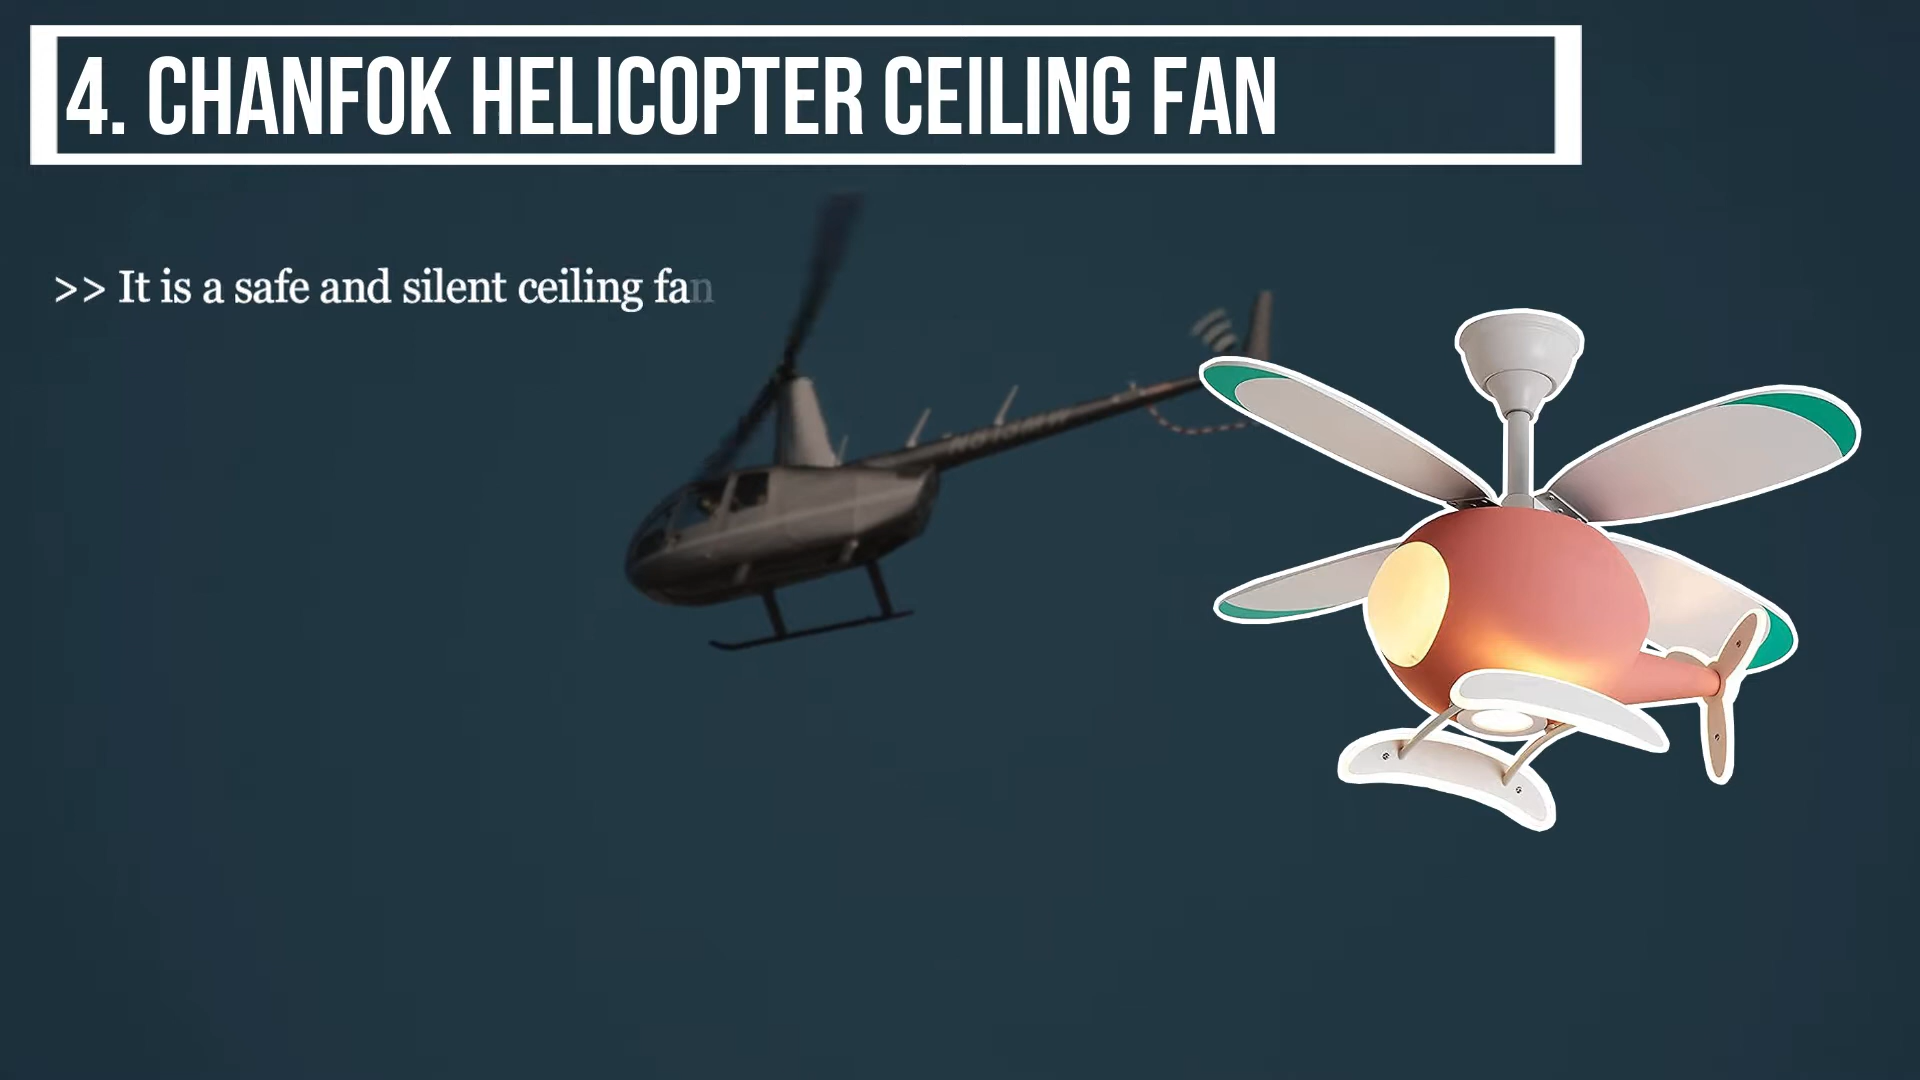 4. CHANFOK HELICOPTER CEILING FAN
>> It is a safe and silent ceiling fan